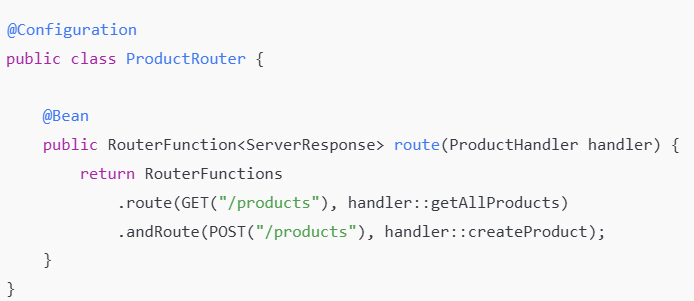 @Configuration
public class ProductRouter {
@Bean
public RouterFunction<ServerResponse> route(ProductHandler handler) {
return RouterFunctions
.route(GET("/products"), handler::getAllProducts)
.andRoute(POST("/products"), handler::createProduct);
}
}